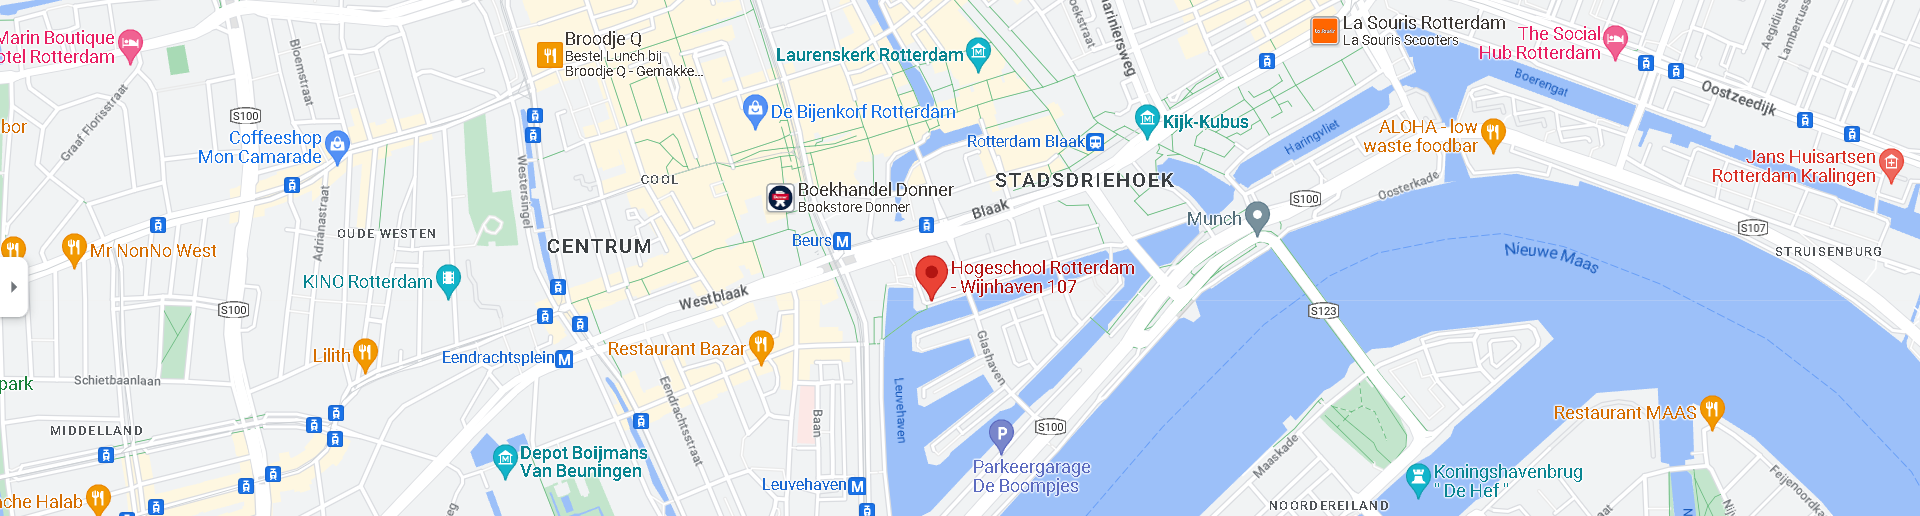 Marin Boutique
otel Rotterdam
Bloemstraat
Graaf Florisstraat
S100
Coffeeshop
Mon Camarade
bor
Adrianastraat
OUDE WESTEN
Mr NonNo West
KINO Rotterdam
S100
Lilith
Schietbaanlaan
park
MIDDELLAND
ache Halab
Broodje Q
Bestel Lunch bij
Broodje Q - Gemakke...
Westersingel
COOL
CENTRUM
De Bijenkorf Rotterdam
Laurenskerk Rotterdam
Boekhandel Donner
Bookstore Donner
Beurs M
Blaak
Westblaak
Restaurant Bazar
Eendrachtsplein M
Eendrachtsstraat
Baan
Depot Boijmans
Van Beuningen
Leuvehaven M
Leuvehaven
Hogeschool Rotterdam
- Wijnhaven 107
Glashaven
S100
P
Parkeergarage
De Boompjes
Rotterdam Blaak
STADSDRIEHOEK
Kijk-Kubus
Mariniersweg
La Souris Rotterdam
La Souris Scooters
The Social
Hub Rotterdam
Boerengat
Oostzeedijk
Haringvliet
ALOHA - low
waste foodbar
Oosterkade
S100
Munch
Jans Huisartsen
Rotterdam Kralingen
S107
STRUISENBURG
Nieuwe Maas
S123
Restaurant MAAS
Maaskade
Koningshavenbrug
" De Hef "
NOORDEREILAND
Feijenoordka